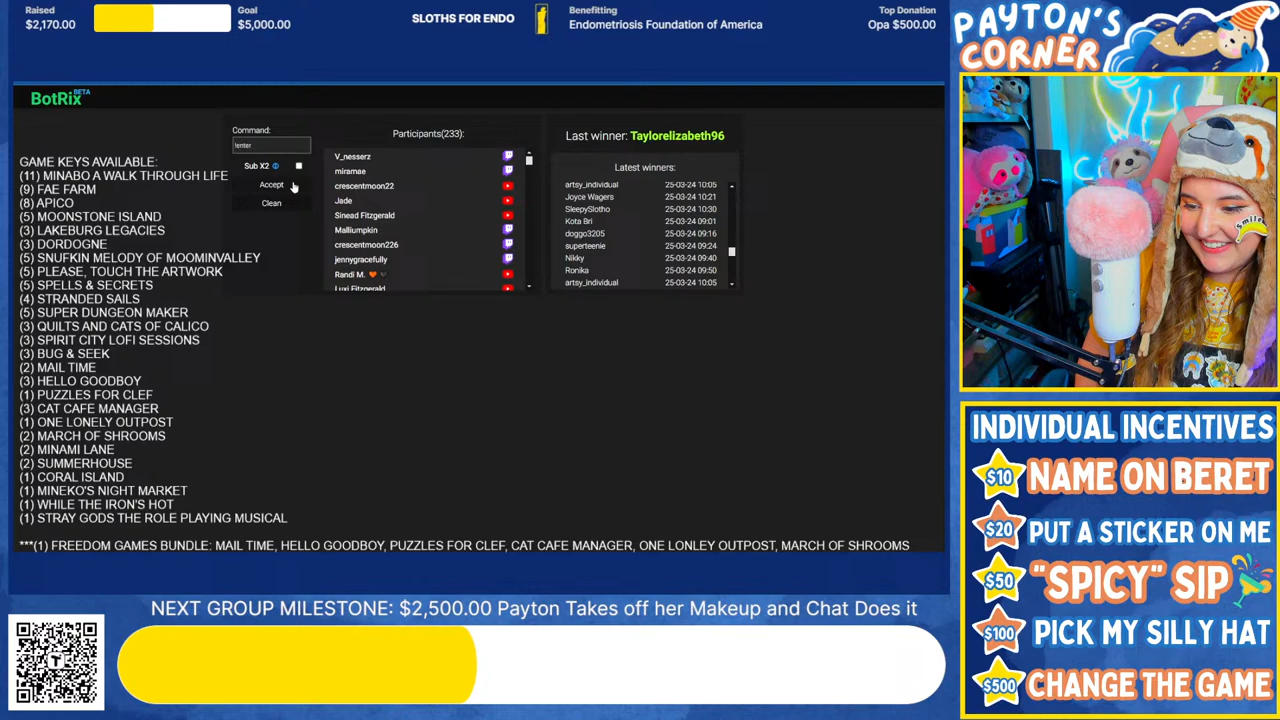 Raised
$2,170.00
Goal
$5,000.00
SLOTHS FOR ENDO
Benefitting
Endometriosis Foundation of America
Top Donation
Opa $500.00
PAYTON'S
CORNER
BotRix BETA
Command:
!enter
Sub X2
Accept
Clean
Participants(233):
V_nesserz
miramae
crescentmoon22
Jade
Sinead Fitzgerald
Malliumpkin
crescentmoon226
jennygracefully
Randi M. 🧡 🖤
Luxi Fitzgerald
Last winner: Taylorelizabeth96
Latest winners:
artsy_individual 25-03-24 10:05
Joyce Wagers 25-03-24 10:21
SleepySlotho 25-03-24 10:30
Kota Bri 25-03-24 09:01
doggo3205 25-03-24 09:16
superteenie 25-03-24 09:24
Nikky 25-03-24 09:40
Ronika 25-03-24 09:50
artsy_individual 25-03-24 10:05
GAME KEYS AVAILABLE:
(11) MINABO A WALK THROUGH LIFE
(9) FAE FARM
(8) APICO
(5) MOONSTONE ISLAND
(3) LAKEBURG LEGACIES
(3) DORDOGNE
(5) SNUFKIN MELODY OF MOOMINVALLEY
(5) PLEASE, TOUCH THE ARTWORK
(5) SPELLS & SECRETS
(4) STRANDED SAILS
(5) SUPER DUNGEON MAKER
(3) QUILTS AND CATS OF CALICO
(3) SPIRIT CITY LOFI SESSIONS
(3) BUG & SEEK
(2) MAIL TIME
(3) HELLO GOODBOY
(1) PUZZLES FOR CLEF
(3) CAT CAFE MANAGER
(1) ONE LONELY OUTPOST
(2) MARCH OF SHROOMS
(2) MINAMI LANE
(2) SUMMERHOUSE
(1) CORAL ISLAND
(1) MINEKO'S NIGHT MARKET
(1) WHILE THE IRON'S HOT
(1) STRAY GODS THE ROLE PLAYING MUSICAL
***(1) FREEDOM GAMES BUNDLE: MAIL TIME, HELLO GOODBOY, PUZZLES FOR CLEF, CAT CAFE MANAGER, ONE LONLEY OUTPOST, MARCH OF SHROOMS
Smile
INDIVIDUAL INCENTIVES
$10 NAME ON BERET
$20 PUT A STICKER ON ME
$50 "SPICY" SIP
$100 PICK MY SILLY HAT
$500 CHANGE THE GAME
NEXT GROUP MILESTONE: $2,500.00 Payton Takes off her Makeup and Chat Does it